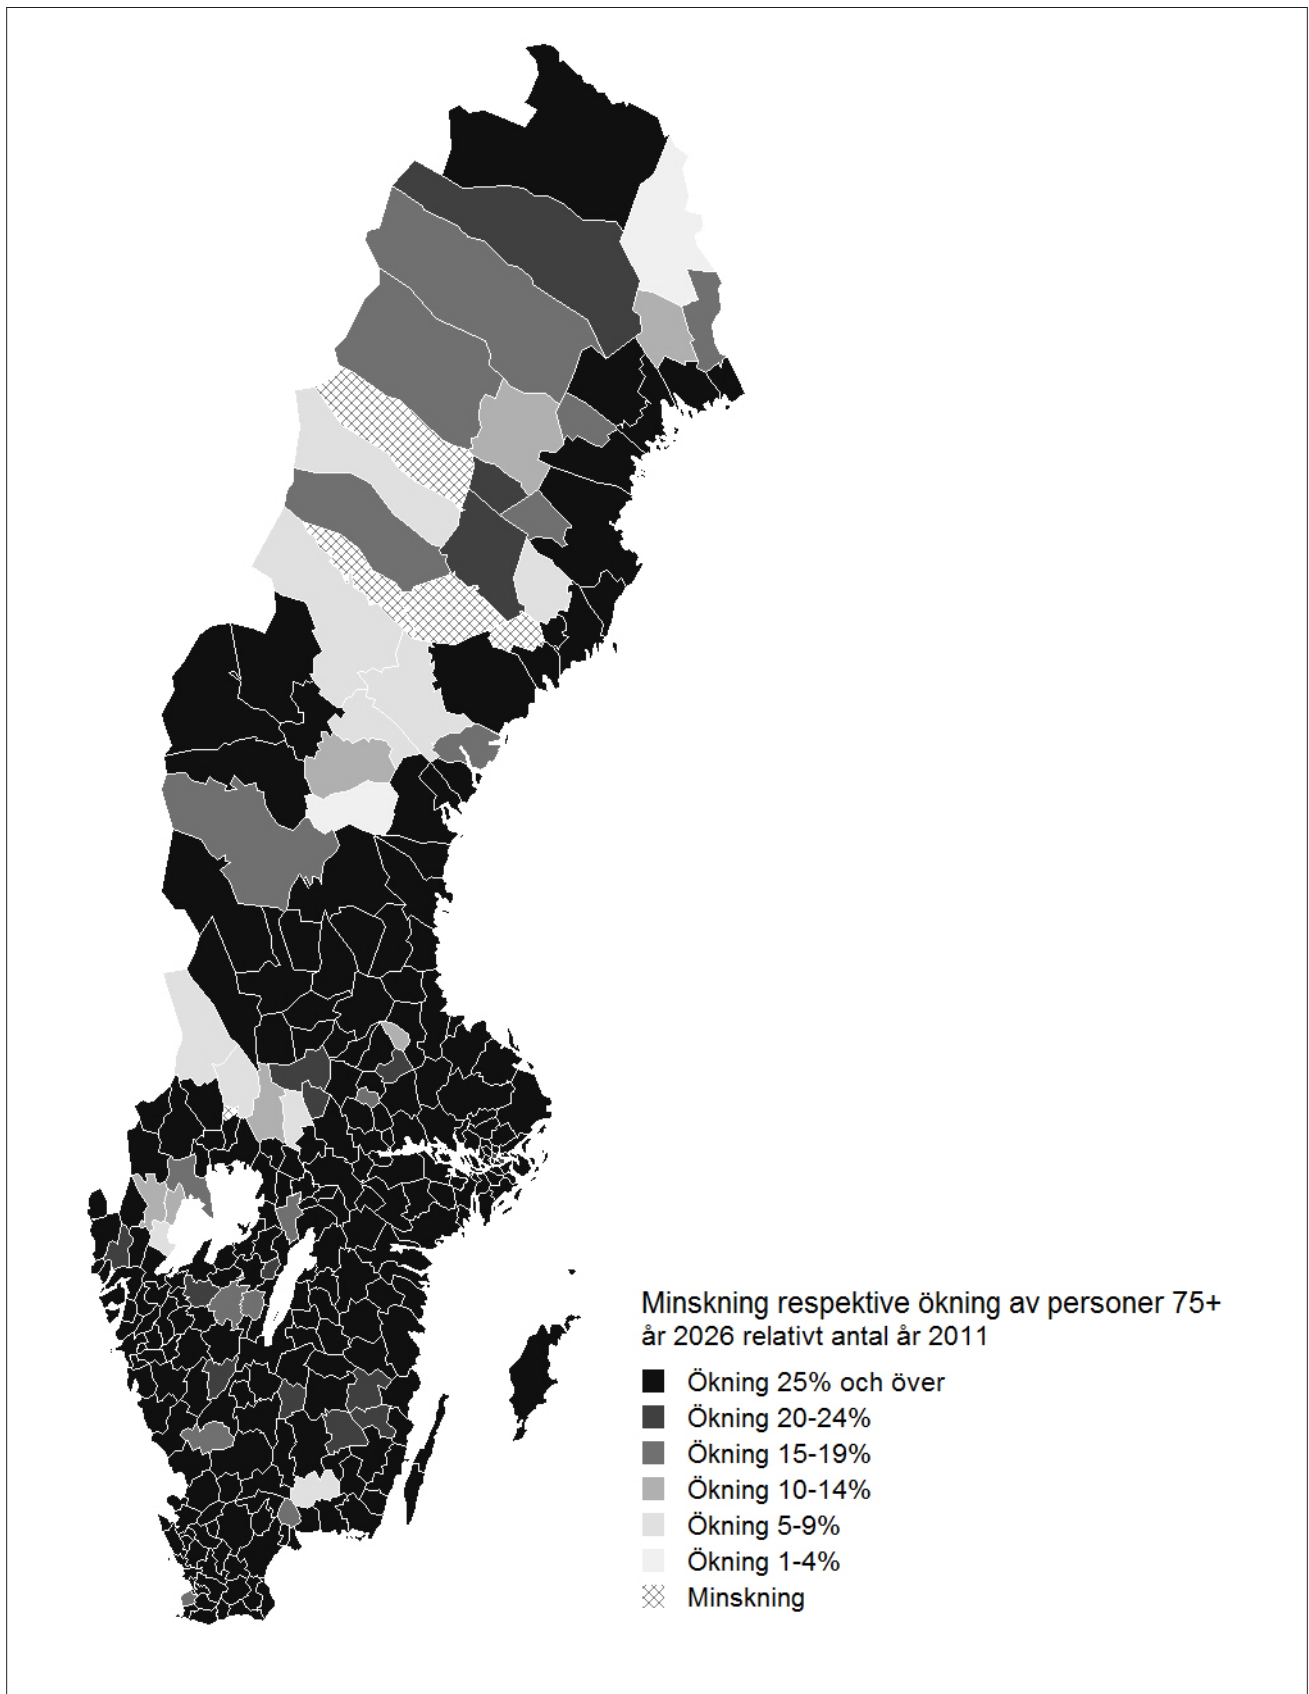 Minskning respektive ökning av personer 75+
år 2026 relativt antal år 2011
Ökning 25% och över
Ökning 20-24%
Ökning 15-19%
Ökning 10-14%
Ökning 5-9%
Ökning 1-4%
Minskning